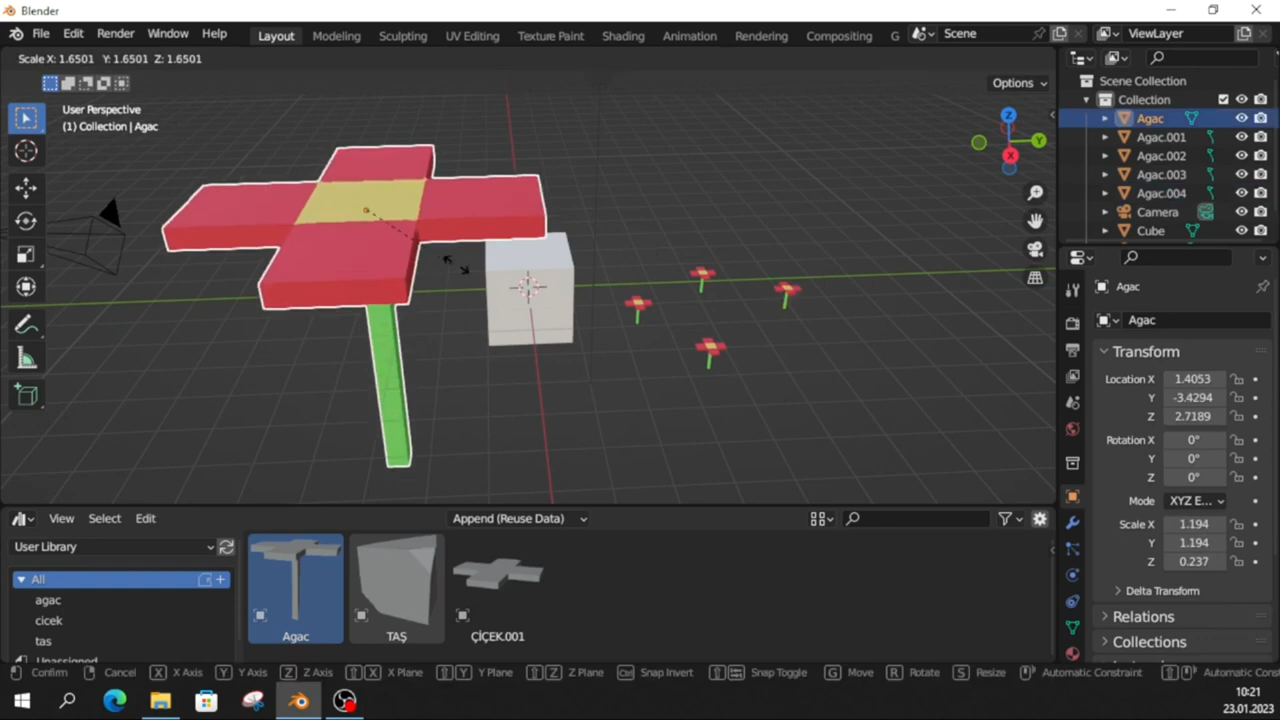 Blender
File Edit Render Window Help Layout Modeling Sculpting UV Editing Texture Paint Shading Animation Rendering Compositing G Scene ViewLayer
Scale X: 1.6501 Y: 1.6501 Z: 1.6501
Options
User Perspective
(1) Collection | Agac
Z
Y
X
Scene Collection
Collection
Agac
Agac.001
Agac.002
Agac.003
Agac.004
Camera
Cube
Agac
Agac
Transform
Location X 1.4053
Y -3.4294
Z 2.7189
Rotation X 0°
Y 0°
Z 0°
Mode XYZ E...
Scale X 1.194
Y 1.194
Z 0.237
Delta Transform
Relations
Collections
View Select Edit Append (Reuse Data)
User Library
All
agac
cicek
tas
Unassigned
Agac
TAŞ
ÇİÇEK.001
Confirm Cancel X X Axis Y Y Axis Z Z Axis X X Plane Y Y Plane Z Z Plane Ctrl Snap Invert Snap Toggle G Move R Rotate S Resize Automatic Constraint Automatic Cons
10:21
23.01.2023